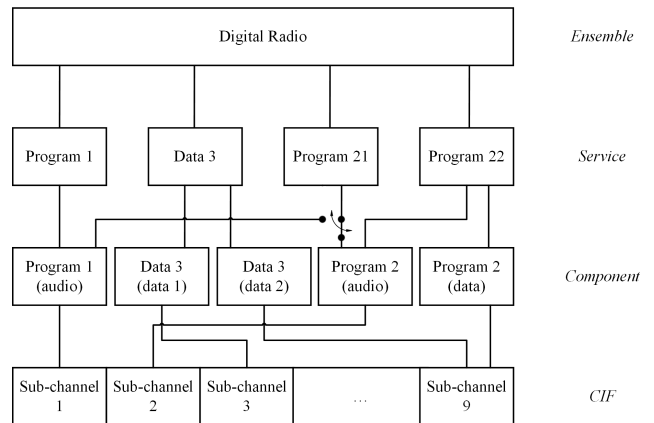 Digital Radio
Ensemble
Program 1
Data 3
Program 21
Program 22
Service
Program 1
(audio)
Data 3
(data 1)
Data 3
(data 2)
Program 2
(audio)
Program 2
(data)
Component
Sub-channel
1
Sub-channel
2
Sub-channel
3
...
Sub-channel
9
CIF